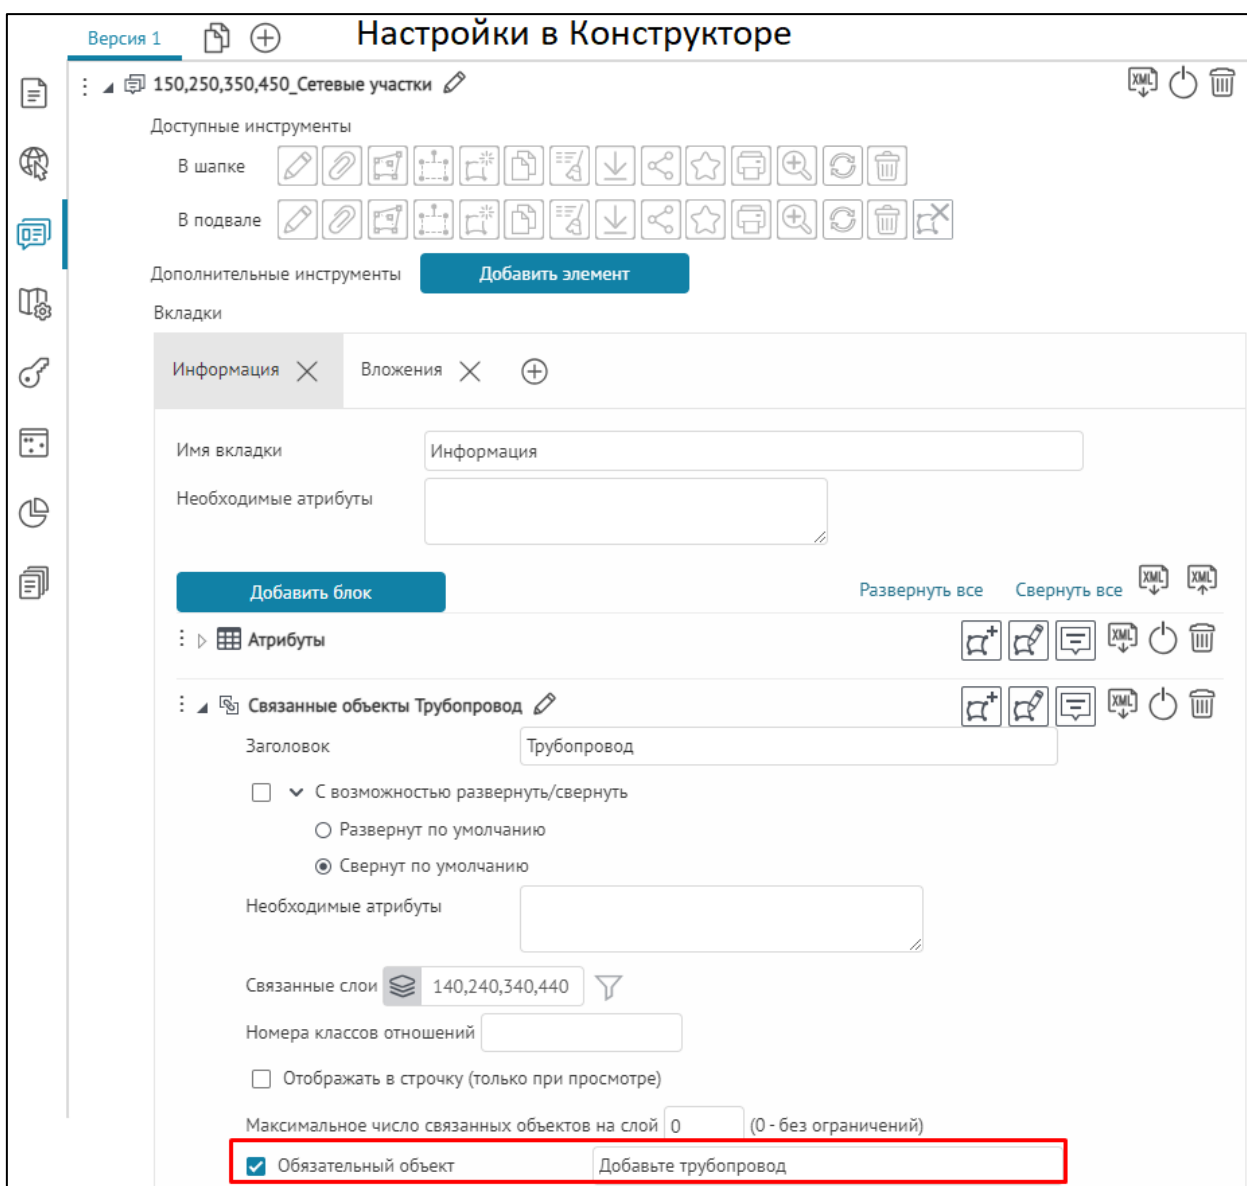 Настройки в Конструкторе
Версия 1
150,250,350,450_Сетевые участки
XML
Доступные инструменты
В шапке
В подвале
Дополнительные инструменты Добавить элемент
Вкладки
Информация Вложения
Имя вкладки Информация
Необходимые атрибуты
Добавить блок Развернуть все Свернуть все XML XML
Атрибуты XML
Связанные объекты Трубопровод XML
Заголовок Трубопровод
С возможностью развернуть/свернуть
Развернут по умолчанию
Свернут по умолчанию
Необходимые атрибуты
Связанные слои 140,240,340,440
Номера классов отношений
Отображать в строчку (только при просмотре)
Максимальное число связанных объектов на слой 0 (0 - без ограничений)
Обязательный объект Добавьте трубопровод